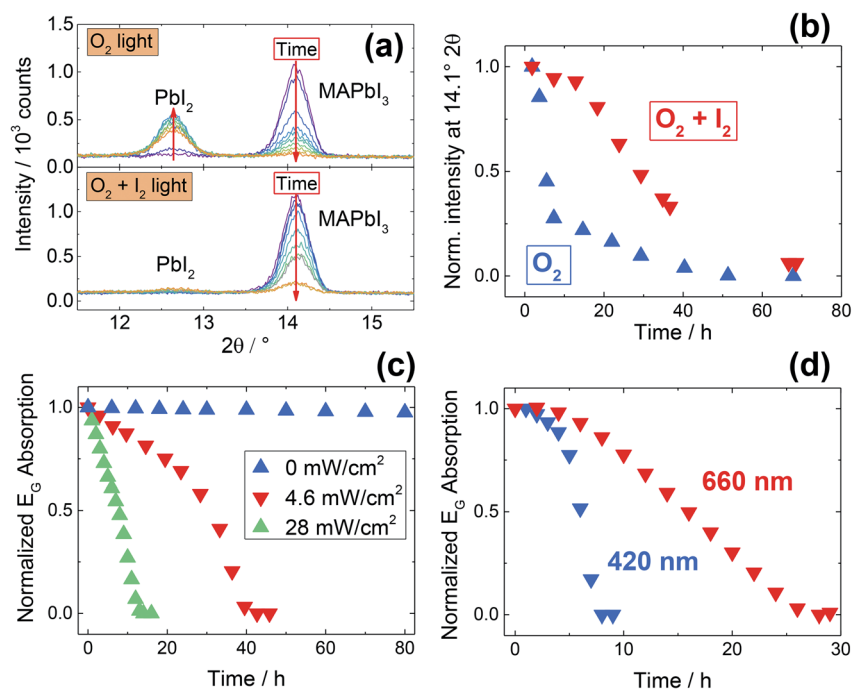 (a)
O₂ light
Time
PbI₂
MAPbI₃
1.5
1.0
0.5
0.0
O₂ + I₂ light
Time
PbI₂
MAPbI₃
1.0
0.5
0.0
Intensity / 10³ counts
12 13 14 15
2θ / °
(b)
O₂ + I₂
O₂
1.0
0.5
0.0
Norm. intensity at 14.1° 2θ
0 20 40 60 80
Time / h
(c)
0 mW/cm²
4.6 mW/cm²
28 mW/cm²
1.0
0.5
0.0
Normalized E_G Absorption
0 20 40 60 80
Time / h
(d)
660 nm
420 nm
1.0
0.5
0.0
Normalized E_G Absorption
0 10 20 30
Time / h